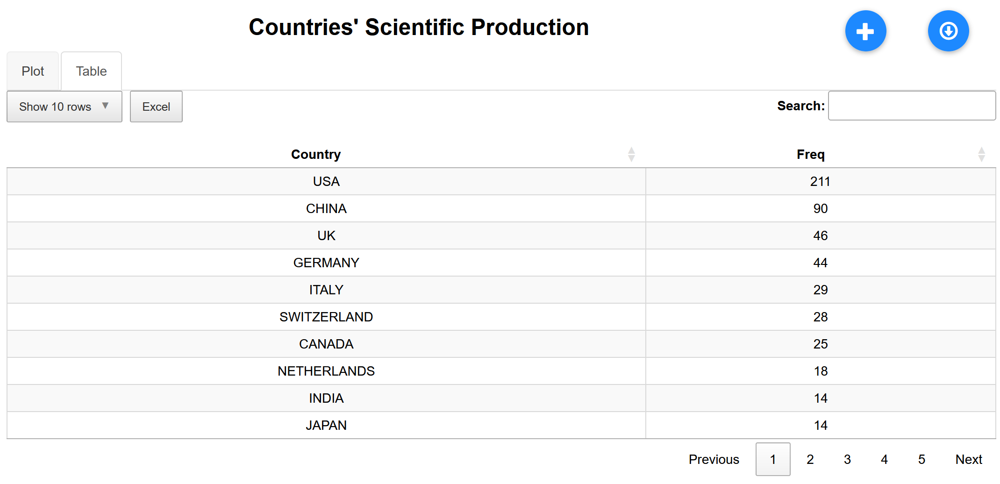 Countries' Scientific Production
Plot Table
Show 10 rows Excel Search:
Country Freq
USA 211
CHINA 90
UK 46
GERMANY 44
ITALY 29
SWITZERLAND 28
CANADA 25
NETHERLANDS 18
INDIA 14
JAPAN 14
Previous 1 2 3 4 5 Next